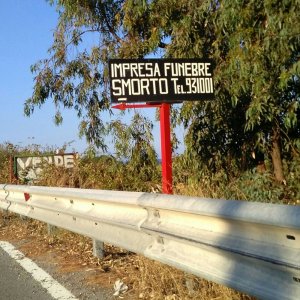 IMPRESA FUNEBRE
SMORTO TEL.931001
VENDE